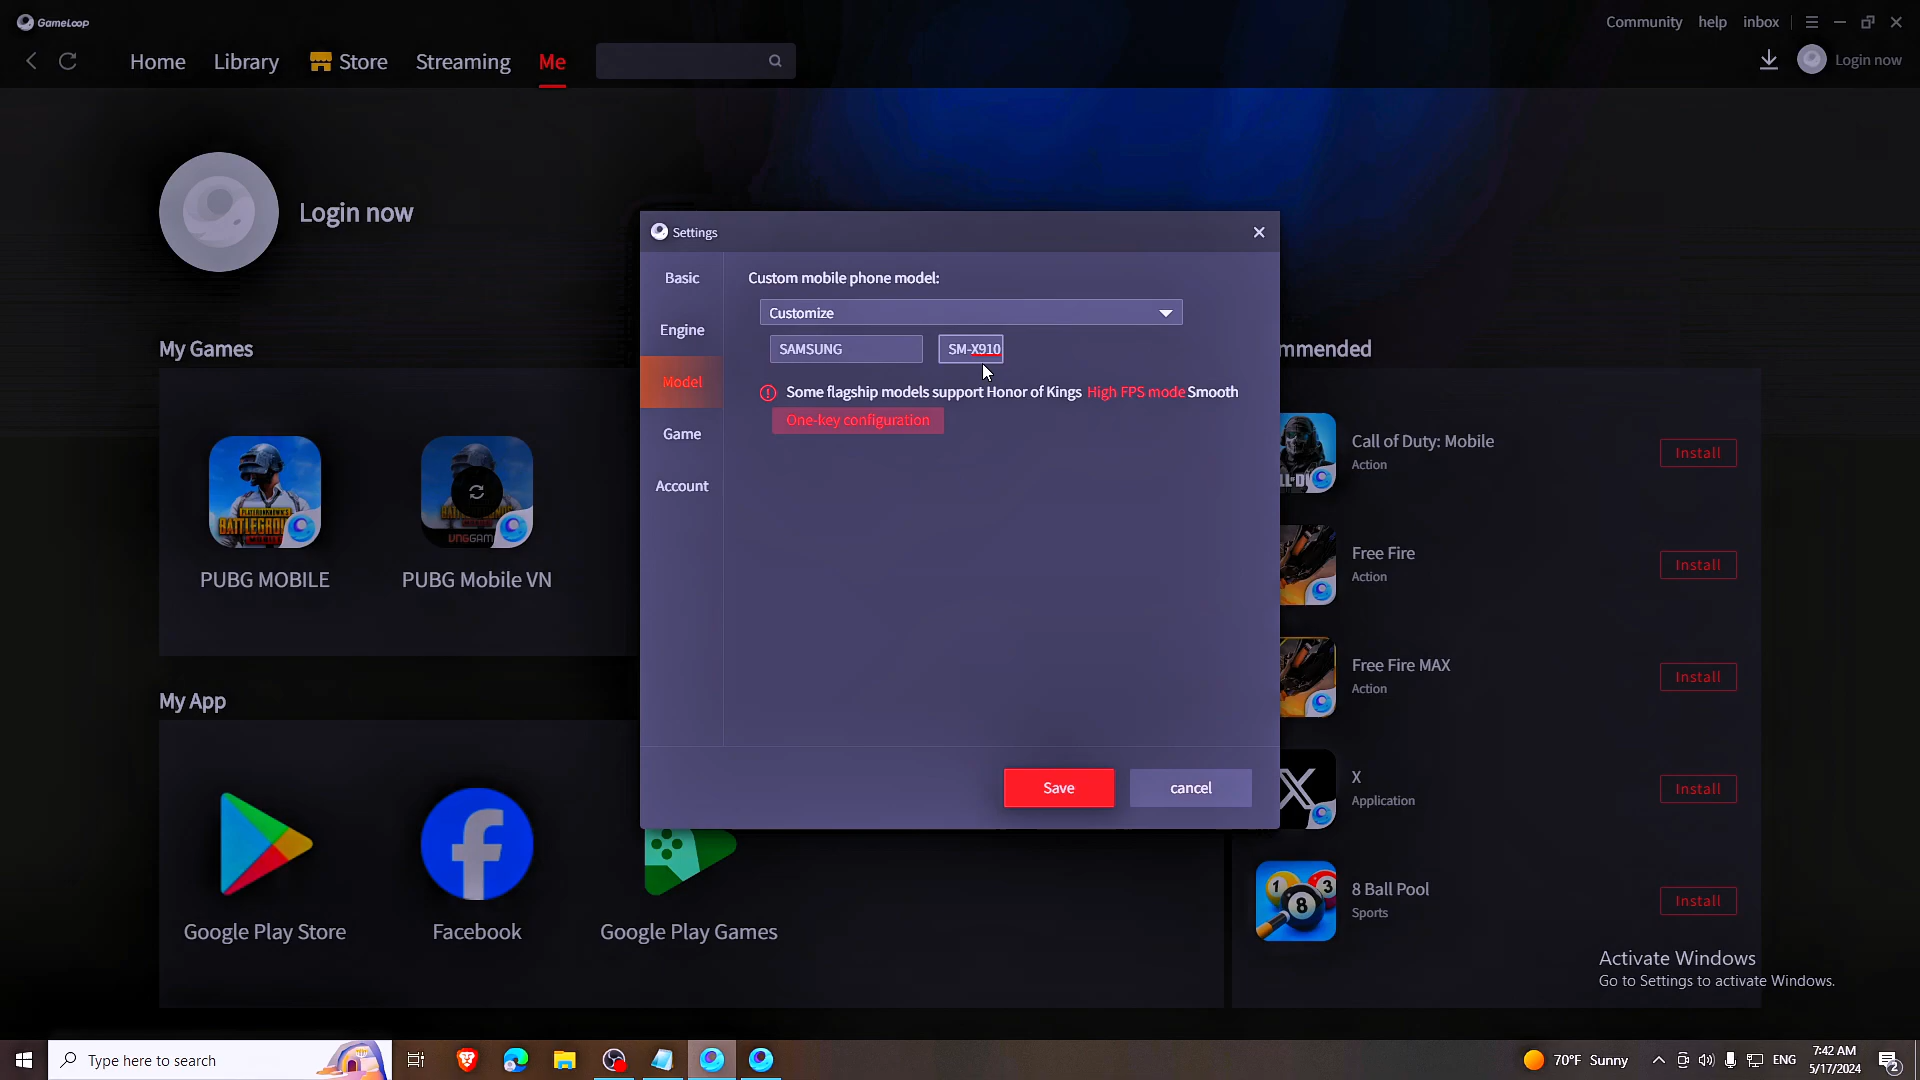 GameLoop
Community help inbox
Home Library Store Streaming Me
Login now
Login now
Settings
Basic
Engine
Model
Game
Account
Custom mobile phone model:
Customize
SAMSUNG SM-X910
Some flagship models support Honor of Kings High FPS mode Smooth
One-key configuration
Save cancel
My Games
PUBG MOBILE
PUBG Mobile VN
My App
Google Play Store
Facebook
Google Play Games
mmended
Call of Duty: Mobile
Action
Install
Free Fire
Action
Install
Free Fire MAX
Action
Install
X
Application
Install
8 Ball Pool
Sports
Install
Activate Windows
Go to Settings to activate Windows.
Type here to search
70°F Sunny
ENG
7:42 AM
5/17/2024
2